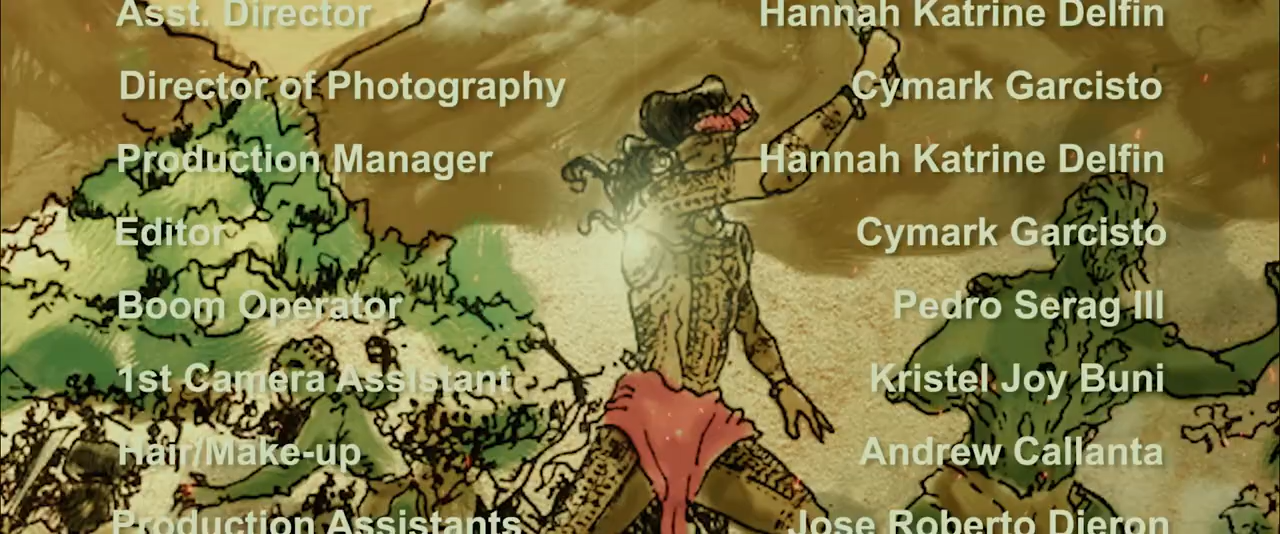 Asst. Director Hannah Katrine Delfin
Director of Photography Cymark Garcisto
Production Manager Hannah Katrine Delfin
Editor Cymark Garcisto
Boom Operator Pedro Serag III
1st Camera Assistant Kristel Joy Buni
Hair/Make-up Andrew Callanta
Production Assistants Jose Roberto Dieron